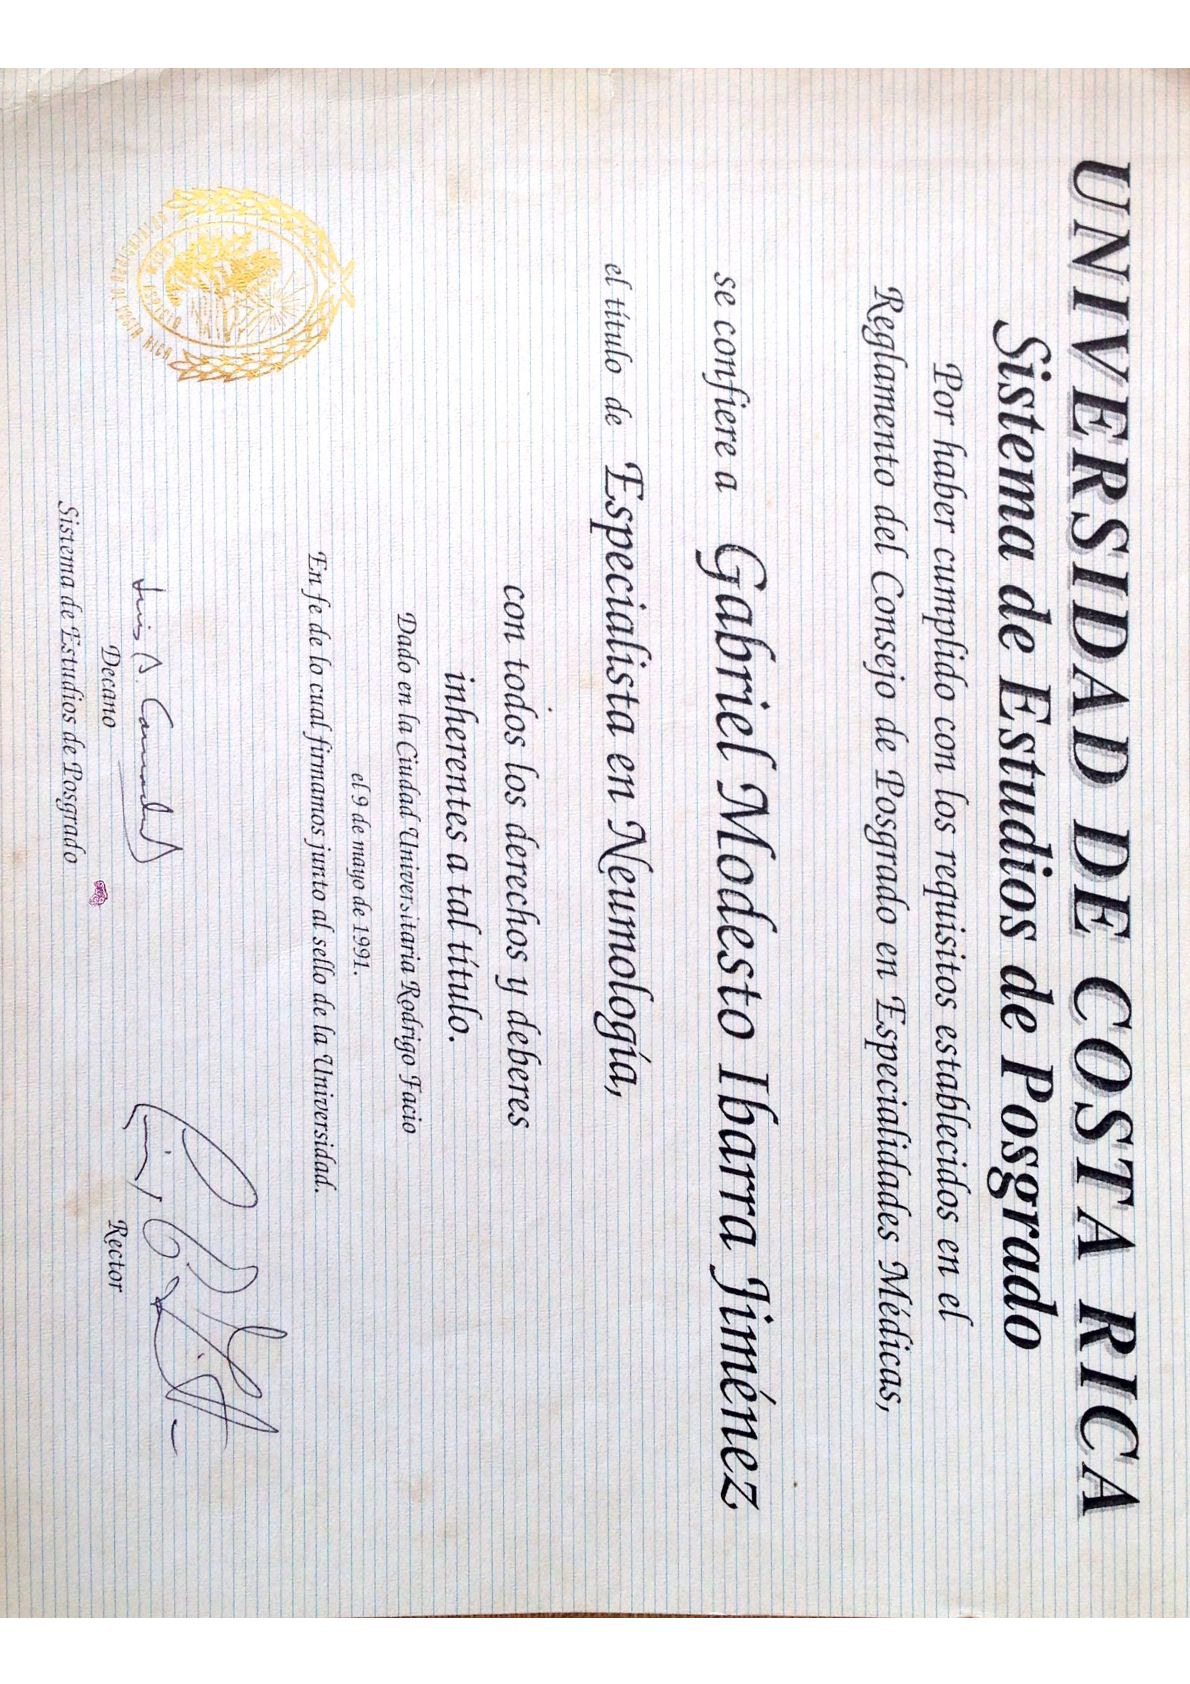 UNIVERSIDAD DE COSTA RICA
Sistema de Estudios de Posgrado
Por haber cumplido con los requisitos establecidos en el
Reglamento del Consejo de Posgrado en Especialidades Médicas,
se confiere a Gabriel Modesto Ibarra Jiménez
el título de Especialista en Neumología,
con todos los derechos y deberes
inherentes a tal título.
Dado en la Ciudad Universitaria Rodrigo Facio
el 9 de mayo de 1991.
En fe de lo cual firmamos junto al sello de la Universidad.
Luis A.
Decano
Sistema de Estudios de Posgrado
Rector